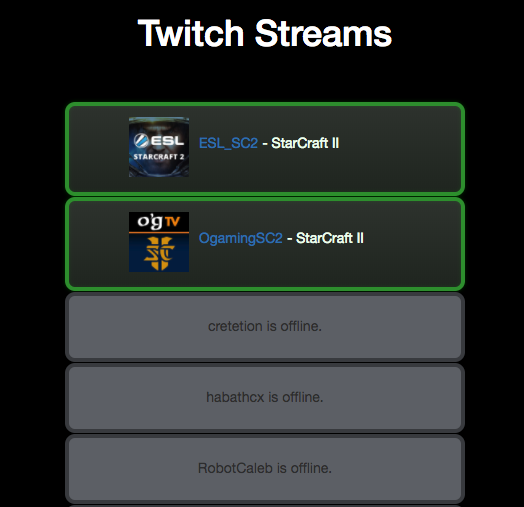 Twitch Streams
ESL
STARCRAFT 2
ESL_SC2 - StarCraft II
o'g TV
OgamingSC2 - StarCraft II
cretetion is offline.
habathcx is offline.
RobotCaleb is offline.